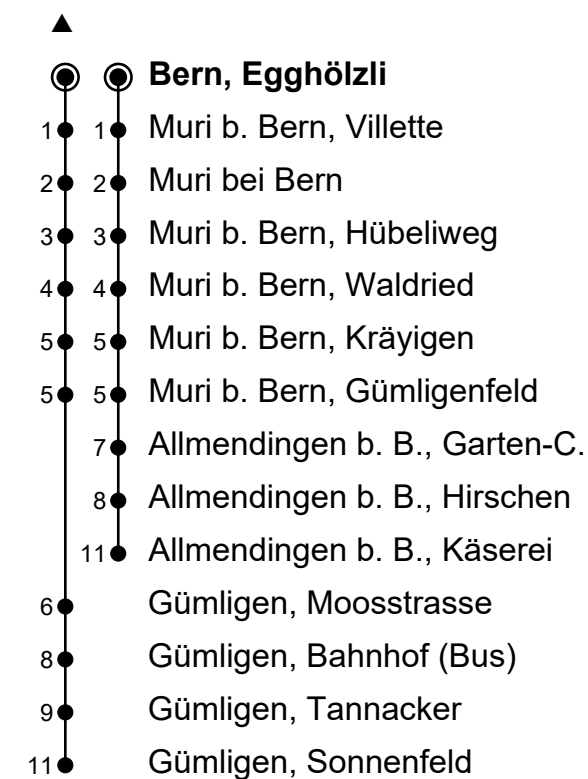 Bern, Egghölzli
1 1 Muri b. Bern, Villette
2 2 Muri bei Bern
3 3 Muri b. Bern, Hübeliweg
4 4 Muri b. Bern, Waldried
5 5 Muri b. Bern, Kräyigen
5 5 Muri b. Bern, Gümligenfeld
7 Allmendingen b. B., Garten-C.
8 Allmendingen b. B., Hirschen
11 Allmendingen b. B., Käserei
6 Gümligen, Moosstrasse
8 Gümligen, Bahnhof (Bus)
9 Gümligen, Tannacker
11 Gümligen, Sonnenfeld